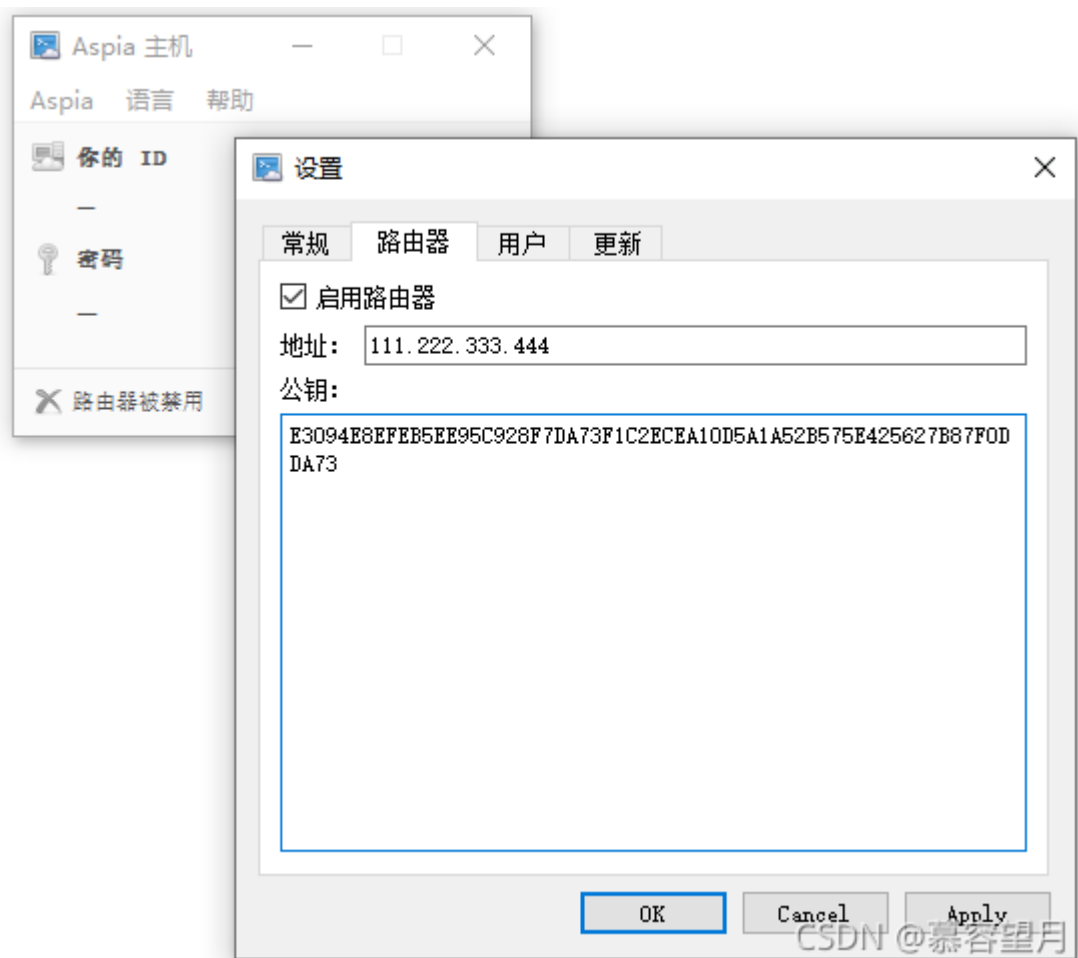 Aspia 主机
Aspia 语言 帮助
你的 ID
—
密码
—
路由器被禁用
设置
常规 路由器 用户 更新
启用路由器
地址: 111.222.333.444
公钥:
E3094E8EFEB5EE95C928F7DA73F1C2ECEA10D5A1A52B575E425627B87F0D
DA73
OK Cancel Apply
CSDN @慕容望月